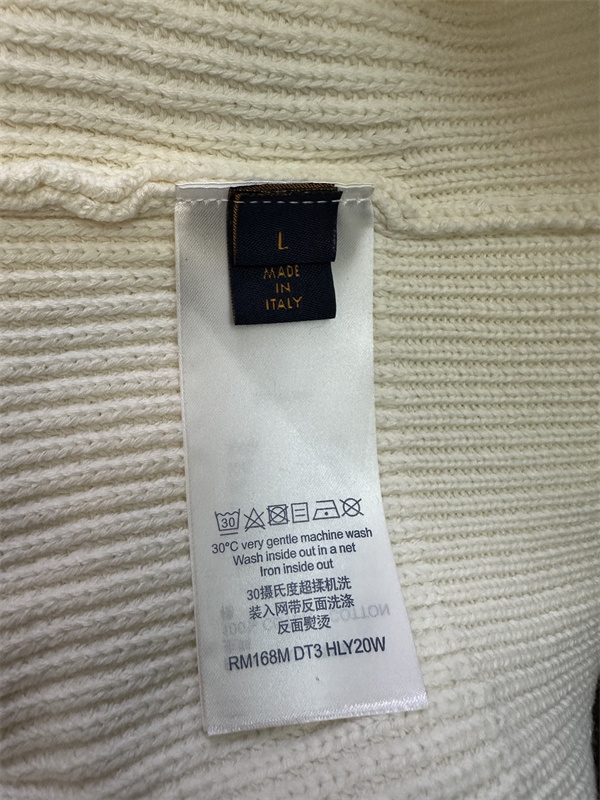 L
MADE
IN
ITALY
30
30°C very gentle machine wash
Wash inside out in a net
Iron inside out
30摄氏度超揉机洗
装入网带反面洗涤
反面熨烫
RM168M DT3 HLY20W